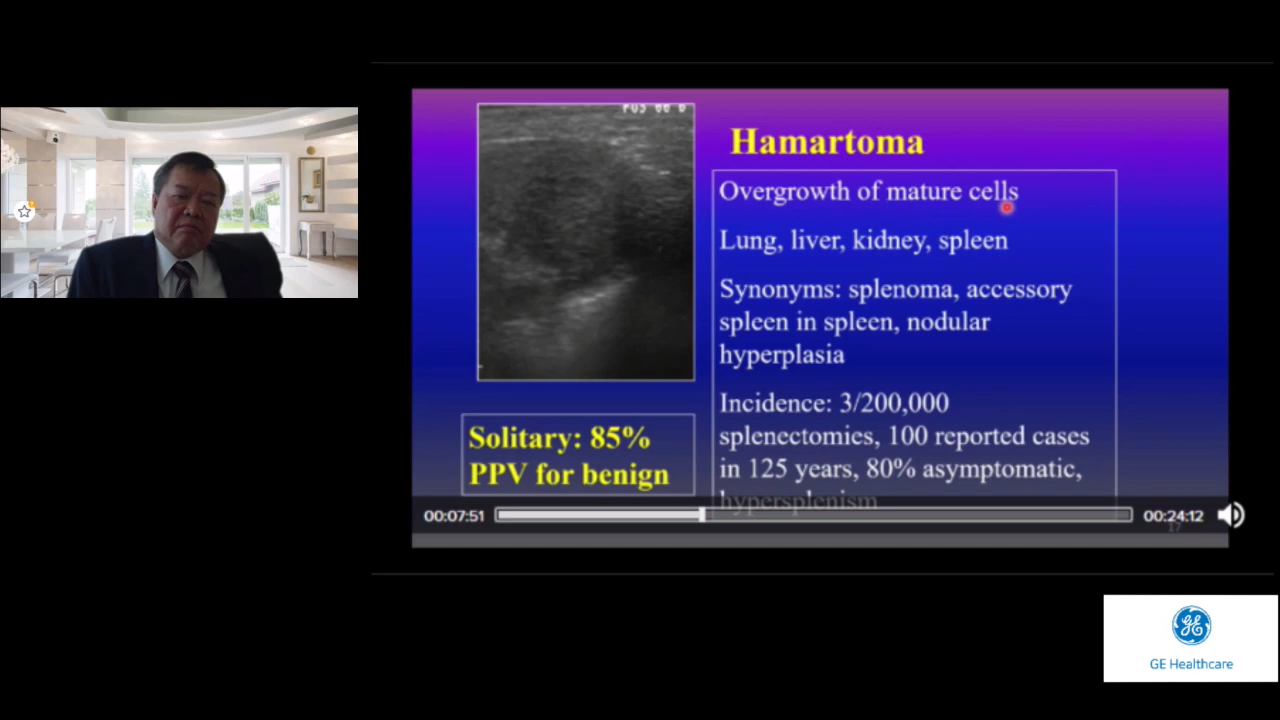 Hamartoma
Overgrowth of mature cells
Lung, liver, kidney, spleen
Synonyms: splenoma, accessory
spleen in spleen, nodular
hyperplasia
Incidence: 3/200,000
splenectomies, 100 reported cases
in 125 years, 80% asymptomatic,
hypersplenism
Solitary: 85%
PPV for benign
00:07:51
00:24:12
17
GE Healthcare